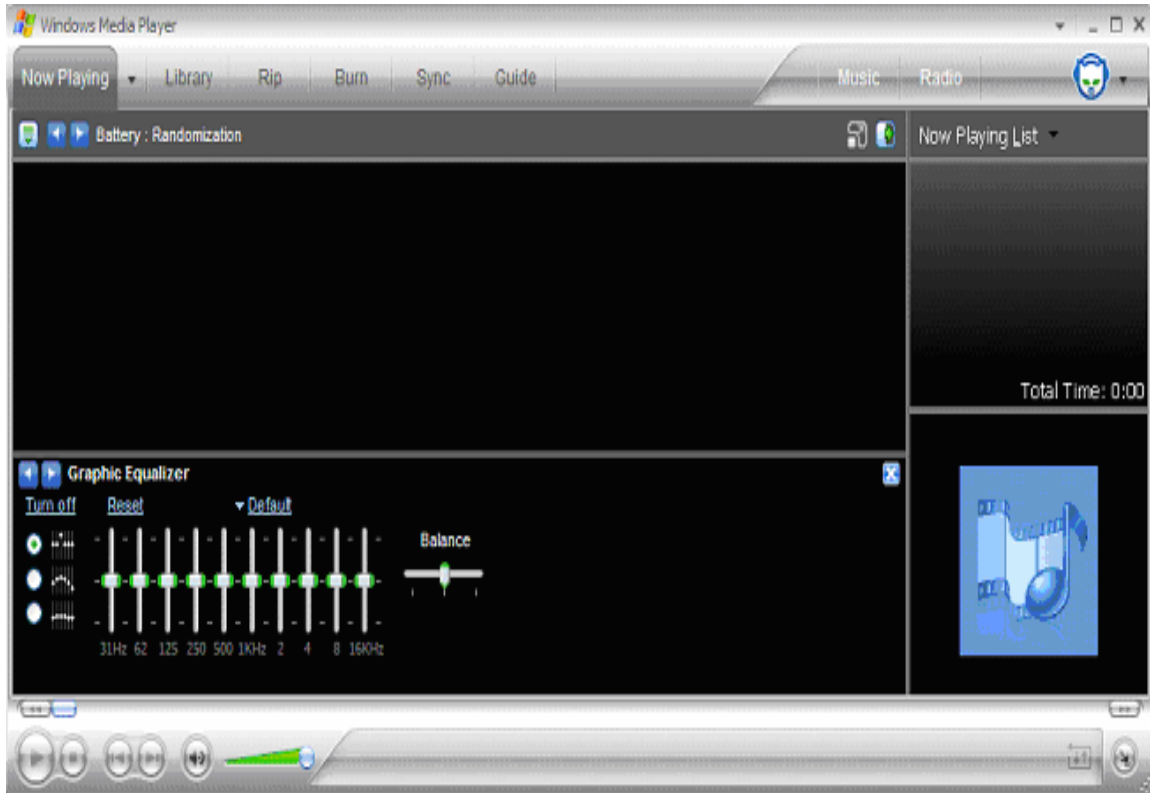 Windows Media Player
Now Playing Library Rip Burn Sync Guide Music Radio
Battery : Randomization
Now Playing List
Total Time: 0:00
Graphic Equalizer
Turn off Reset Default
Balance
31Hz 62 125 250 500 1KHz 2 4 8 16KHz